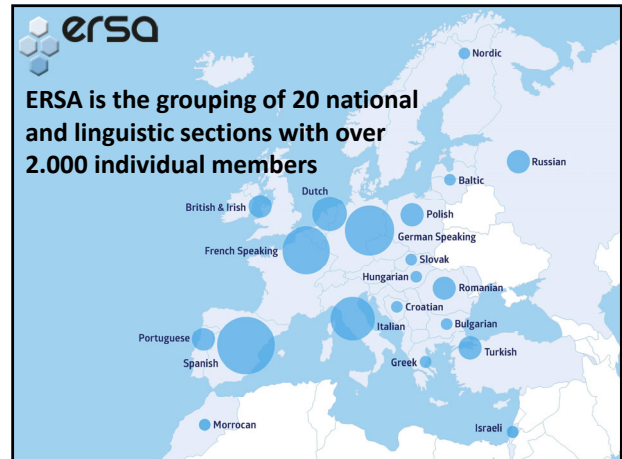 ersa
ERSA is the grouping of 20 national
and linguistic sections with over
2.000 individual members
Nordic
Russian
Baltic
Dutch
British & Irish
Polish
German Speaking
French Speaking
Slovak
Hungarian
Romanian
Croatian
Italian
Bulgarian
Portuguese
Turkish
Spanish
Greek
Morrocan
Israeli